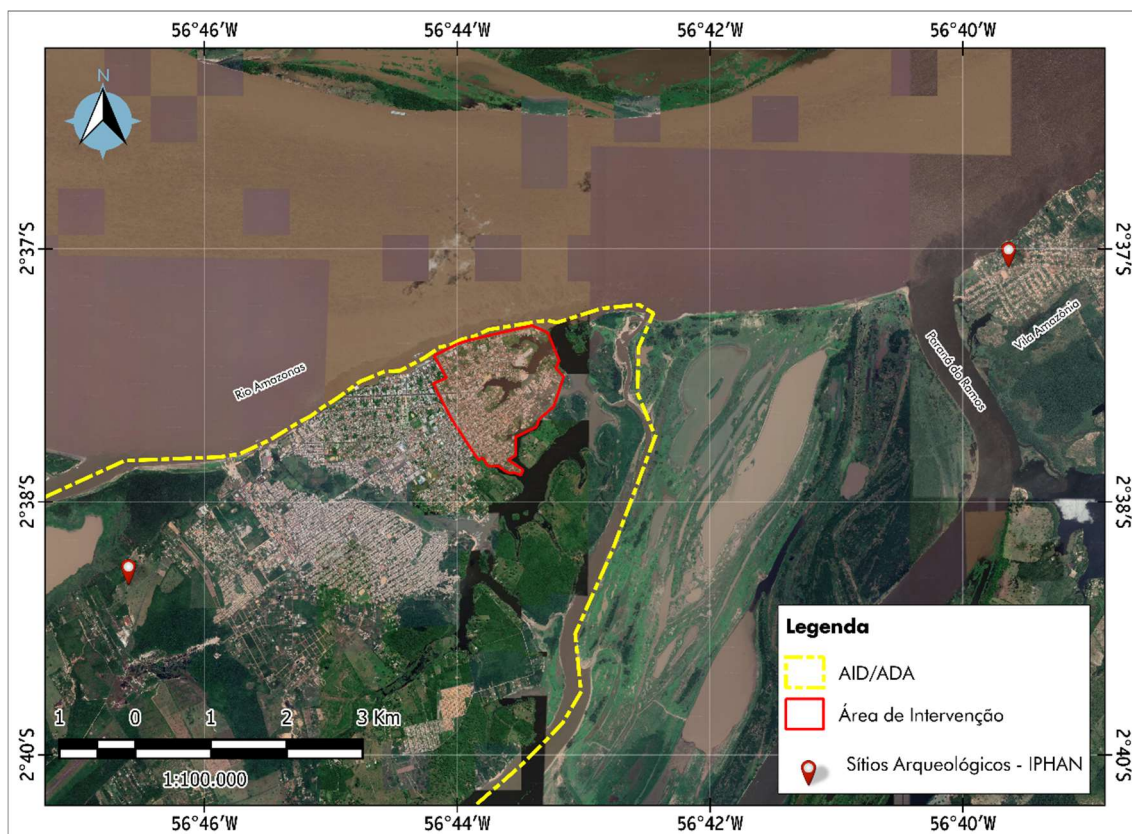 56°46'W 56°44'W 56°42'W 56°40'W
N
2°37'S 2°37'S
Vila Amazônia
Paraná do Ramos
Rio Amazonas
2°38'S 2°38'S
Legenda
AID/ADA
Área de Intervenção
Sítios Arqueológicos - IPHAN
1 0 1 2 3 Km
1:100.000
2°40'S 2°40'S
56°46'W 56°44'W 56°42'W 56°40'W